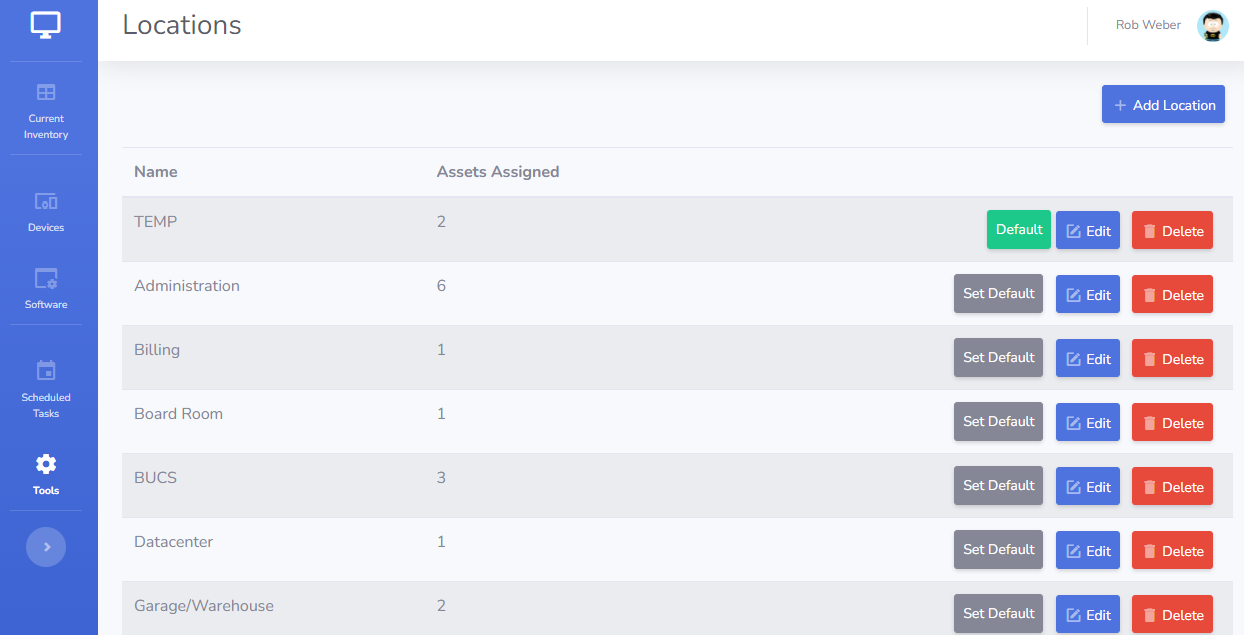 Locations
Rob Weber
Current
Inventory
Devices
Software
Scheduled
Tasks
Tools
+ Add Location
Name Assets Assigned
TEMP 2 Default Edit Delete
Administration 6 Set Default Edit Delete
Billing 1 Set Default Edit Delete
Board Room 1 Set Default Edit Delete
BUCS 3 Set Default Edit Delete
Datacenter 1 Set Default Edit Delete
Garage/Warehouse 2 Set Default Edit Delete